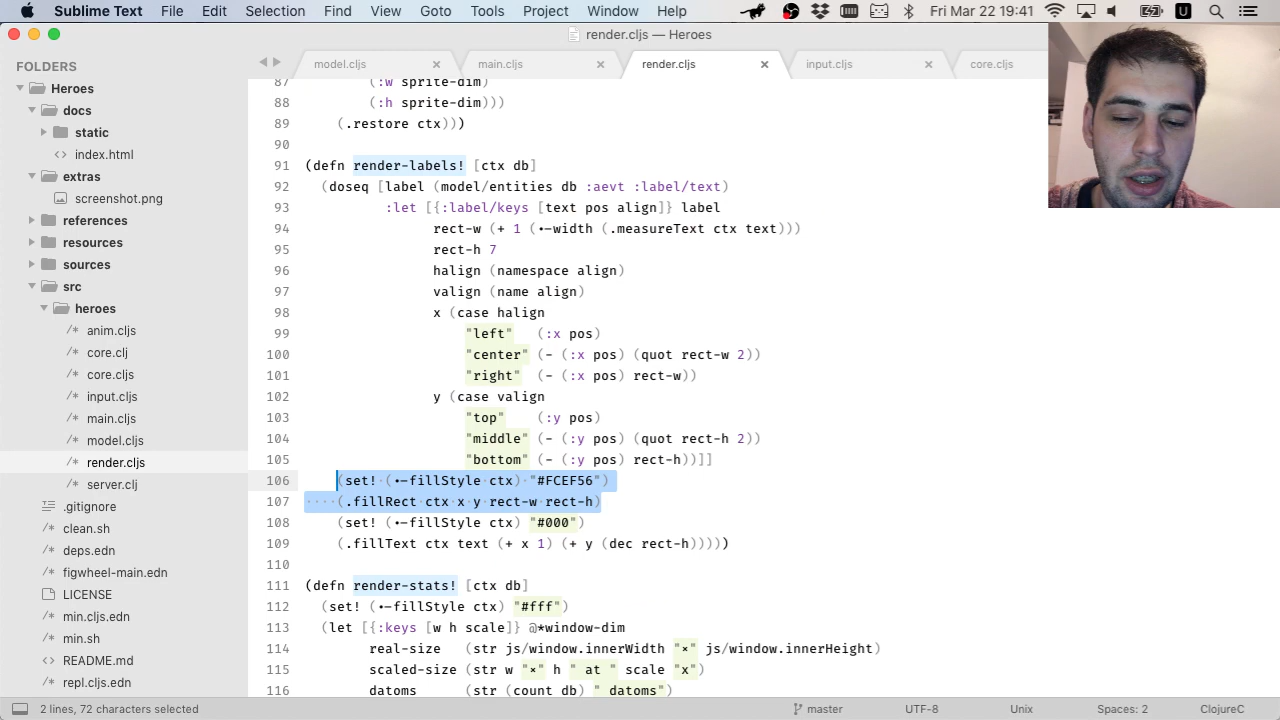 Sublime Text File Edit Selection Find View Goto Tools Project Window Help Fri Mar 22 19:41 U
render.cljs — Heroes
FOLDERS
Heroes
docs
static
<> index.html
extras
screenshot.png
references
resources
sources
src
heroes
/* anim.cljs
/* core.clj
/* core.cljs
/* input.cljs
/* main.cljs
/* model.cljs
/* render.cljs
/* server.clj
.gitignore
clean.sh
deps.edn
figwheel-main.edn
LICENSE
min.cljs.edn
min.sh
README.md
repl.cljs.edn
model.cljs × main.cljs × render.cljs × input.cljs × core.cljs
87 (:w sprite-dim)
88 (:h sprite-dim)))
89 (.restore ctx)))
90
91 (defn render-labels! [ctx db]
92 (doseq [label (model/entities db :aevt :label/text)
93 :let [{:label/keys [text pos align]} label
94 rect-w (+ 1 (.-width (.measureText ctx text)))
95 rect-h 7
96 halign (namespace align)
97 valign (name align)
98 x (case halign
99 "left" (:x pos)
100 "center" (- (:x pos) (quot rect-w 2))
101 "right" (- (:x pos) rect-w))
102 y (case valign
103 "top" (:y pos)
104 "middle" (- (:y pos) (quot rect-h 2))
105 "bottom" (- (:y pos) rect-h))]]
106 (set! (.-fillStyle ctx) "#FCEF56")
107 (.fillRect ctx x y rect-w rect-h)
108 (set! (.-fillStyle ctx) "#000")
109 (.fillText ctx text (+ x 1) (+ y (dec rect-h)))))
110
111 (defn render-stats! [ctx db]
112 (set! (.-fillStyle ctx) "#fff")
113 (let [{:keys [w h scale]} @*window-dim
114 real-size (str js/window.innerWidth "×" js/window.innerHeight)
115 scaled-size (str w "×" h " at " scale "x")
116 datoms (str (count db) " datoms")
2 lines, 72 characters selected master UTF-8 Unix Spaces: 2 ClojureC